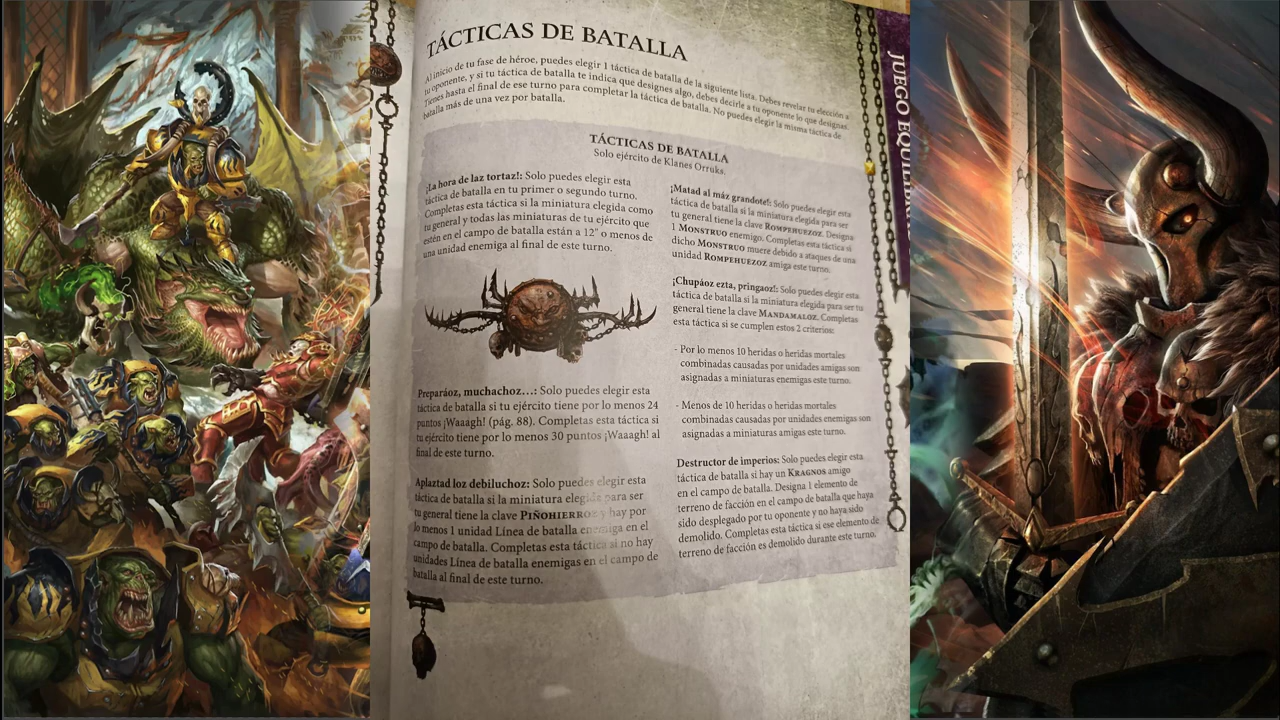 TÁCTICAS DE BATALLA
Al inicio de tu fase de héroe, puedes elegir 1 táctica de batalla de la siguiente lista. Debes revelar tu elección a
tu oponente, y si tu táctica de batalla te indica que designes algo, debes decirle a tu oponente lo que designes.
Tienes hasta el final de ese turno para completar la táctica de batalla. No puedes elegir la misma táctica de
batalla más de una vez por batalla.
TÁCTICAS DE BATALLA
Solo ejército de Klanes Orruks.
¡La hora de laz tortaz!: Solo puedes elegir esta
táctica de batalla en tu primer o segundo turno.
Completas esta táctica si la miniatura elegida como
tu general y todas las miniaturas de tu ejército que
estén en el campo de batalla están a 12" o menos de
una unidad enemiga al final de este turno.
Preparáoz, muchachoz…: Solo puedes elegir esta
táctica de batalla si tu ejército tiene por lo menos 24
puntos ¡Waaagh! (pág. 88). Completas esta táctica si
tu ejército tiene por lo menos 30 puntos ¡Waaagh! al
final de este turno.
Aplaztad loz debiluchoz: Solo puedes elegir esta
táctica de batalla si la miniatura elegida para ser
tu general tiene la clave PIÑOHIERROZ y hay por
lo menos 1 unidad Línea de batalla enemiga en el
campo de batalla. Completas esta táctica si no hay
unidades Línea de batalla enemigas en el campo de
batalla al final de este turno.
¡Matad al máz grandote!: Solo puedes elegir esta
táctica de batalla si la miniatura elegida para ser
tu general tiene la clave ROMPEHUEZOZ. Designa
1 MONSTRUO enemigo. Completas esta táctica si
dicho MONSTRUO muere debido a ataques de una
unidad ROMPEHUEZOZ amiga este turno.
¡Chupáoz ezta, pringaoz!: Solo puedes elegir esta
táctica de batalla si la miniatura elegida para ser tu
general tiene la clave MANDAMALOZ. Completas
esta táctica si se cumplen estos 2 criterios:
- Por lo menos 10 heridas o heridas mortales
combinadas causadas por unidades amigas son
asignadas a miniaturas enemigas este turno.
- Menos de 10 heridas o heridas mortales
combinadas causadas por unidades enemigas son
asignadas a miniaturas amigas este turno.
Destructor de imperios: Solo puedes elegir esta
táctica de batalla si hay un KRAGNOS amigo
en el campo de batalla. Designa 1 elemento de
terreno de facción en el campo de batalla que haya
sido desplegado por tu oponente y no haya sido
demolido. Completas esta táctica si ese elemento de
terreno de facción es demolido durante este turno.
JUEGO EQUILIBRADO